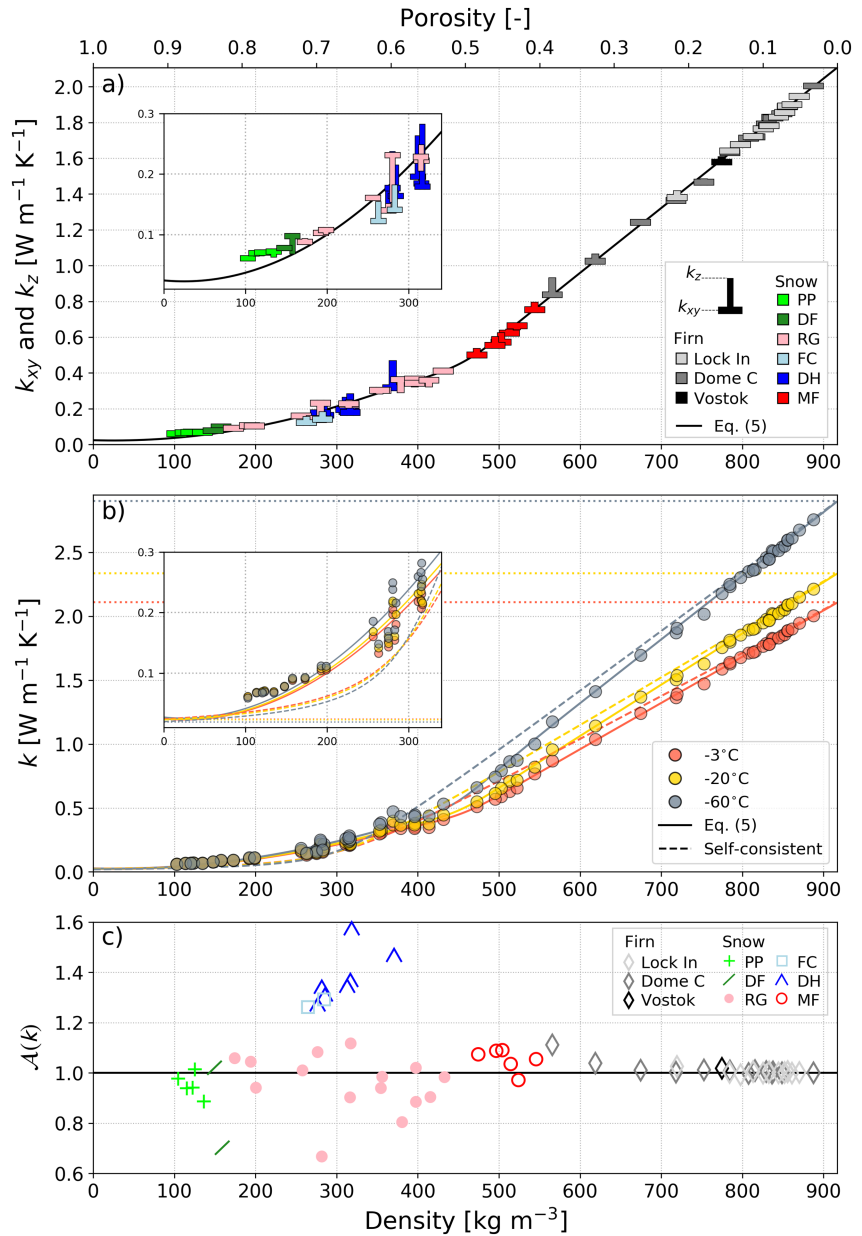 Porosity [-]
1.0 0.9 0.8 0.7 0.6 0.5 0.4 0.3 0.2 0.1 0.0
a)
k_xy and k_z [W m⁻¹ K⁻¹]
2.0
1.8
1.6
1.4
1.2
1.0
0.8
0.6
0.4
0.2
0.0
0.3
0.2
0.1
0 100 200 300
k_z
k_xy
Firn
Lock In
Dome C
Vostok
Snow
PP
DF
RG
FC
DH
MF
Eq. (5)
0 100 200 300 400 500 600 700 800 900
b)
k [W m⁻¹ K⁻¹]
2.5
2.0
1.5
1.0
0.5
0.0
0.3
0.2
0.1
0 100 200 300
-3°C
-20°C
-60°C
Eq. (5)
Self-consistent
0 100 200 300 400 500 600 700 800 900
c)
𝒜(k)
1.6
1.4
1.2
1.0
0.8
0.6
Firn
Lock In
Dome C
Vostok
Snow
PP
DF
RG
FC
DH
MF
0 100 200 300 400 500 600 700 800 900
Density [kg m⁻³]